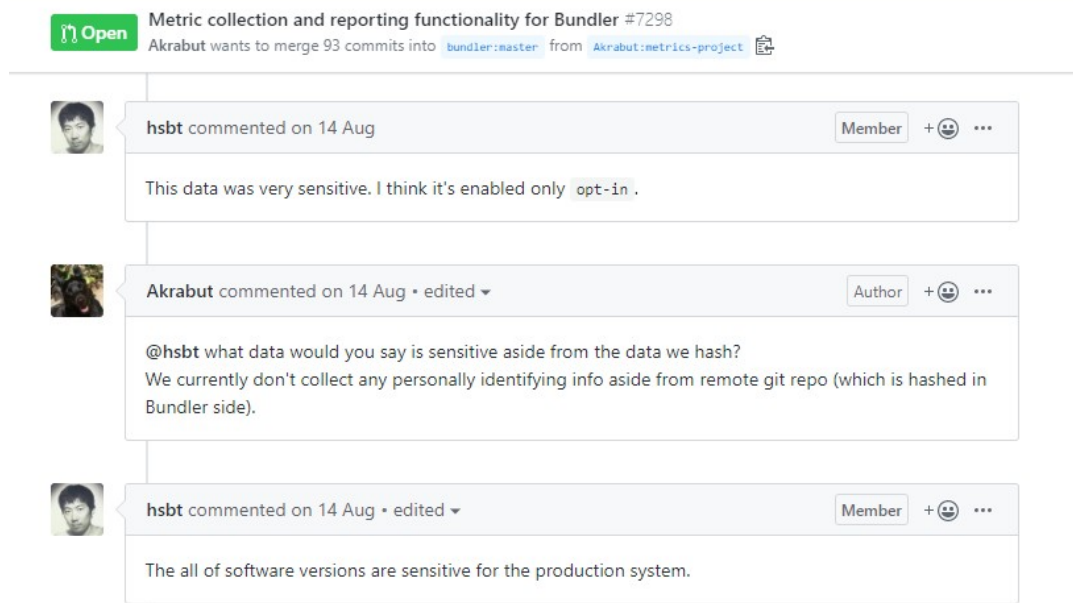 Open
Metric collection and reporting functionality for Bundler #7298
Akrabut wants to merge 93 commits into bundler:master from Akrabut:metrics-project
hsbt commented on 14 Aug
Member
This data was very sensitive. I think it's enabled only opt-in .
Akrabut commented on 14 Aug • edited
Author
@hsbt what data would you say is sensitive aside from the data we hash?
We currently don't collect any personally identifying info aside from remote git repo (which is hashed in
Bundler side).
hsbt commented on 14 Aug • edited
Member
The all of software versions are sensitive for the production system.